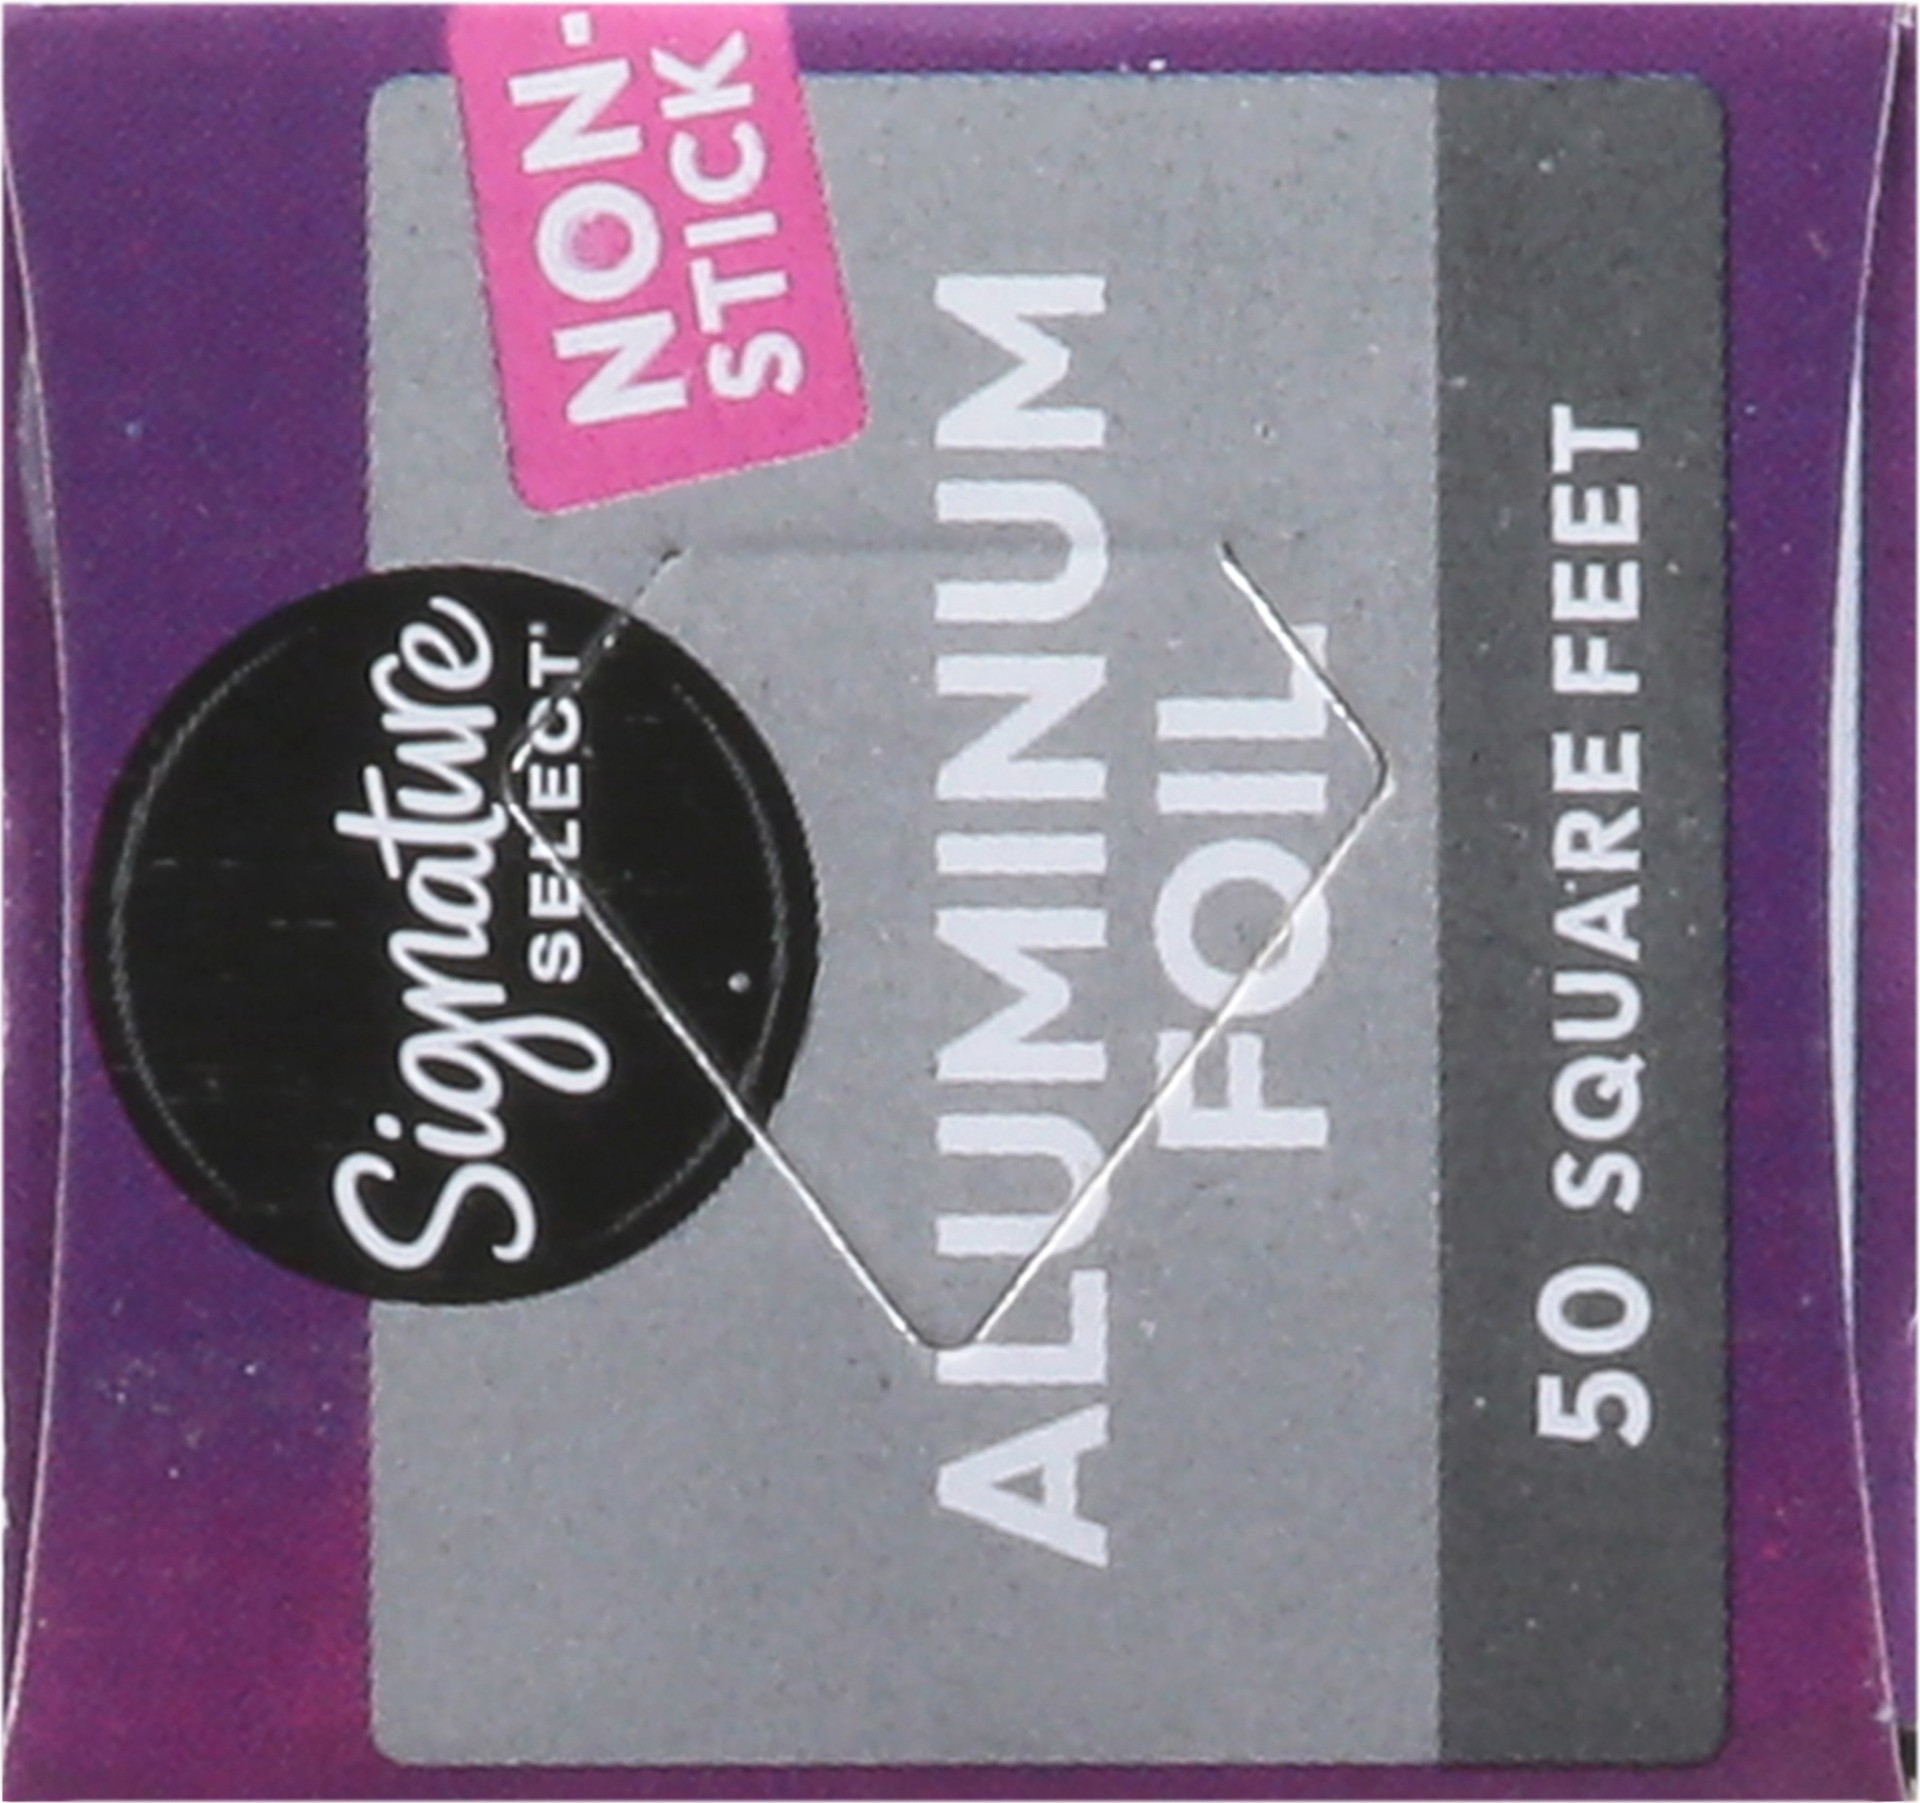 NON-
STICK
Signature
SELECT
ALUMINUM
FOIL
50 SQUARE FEET